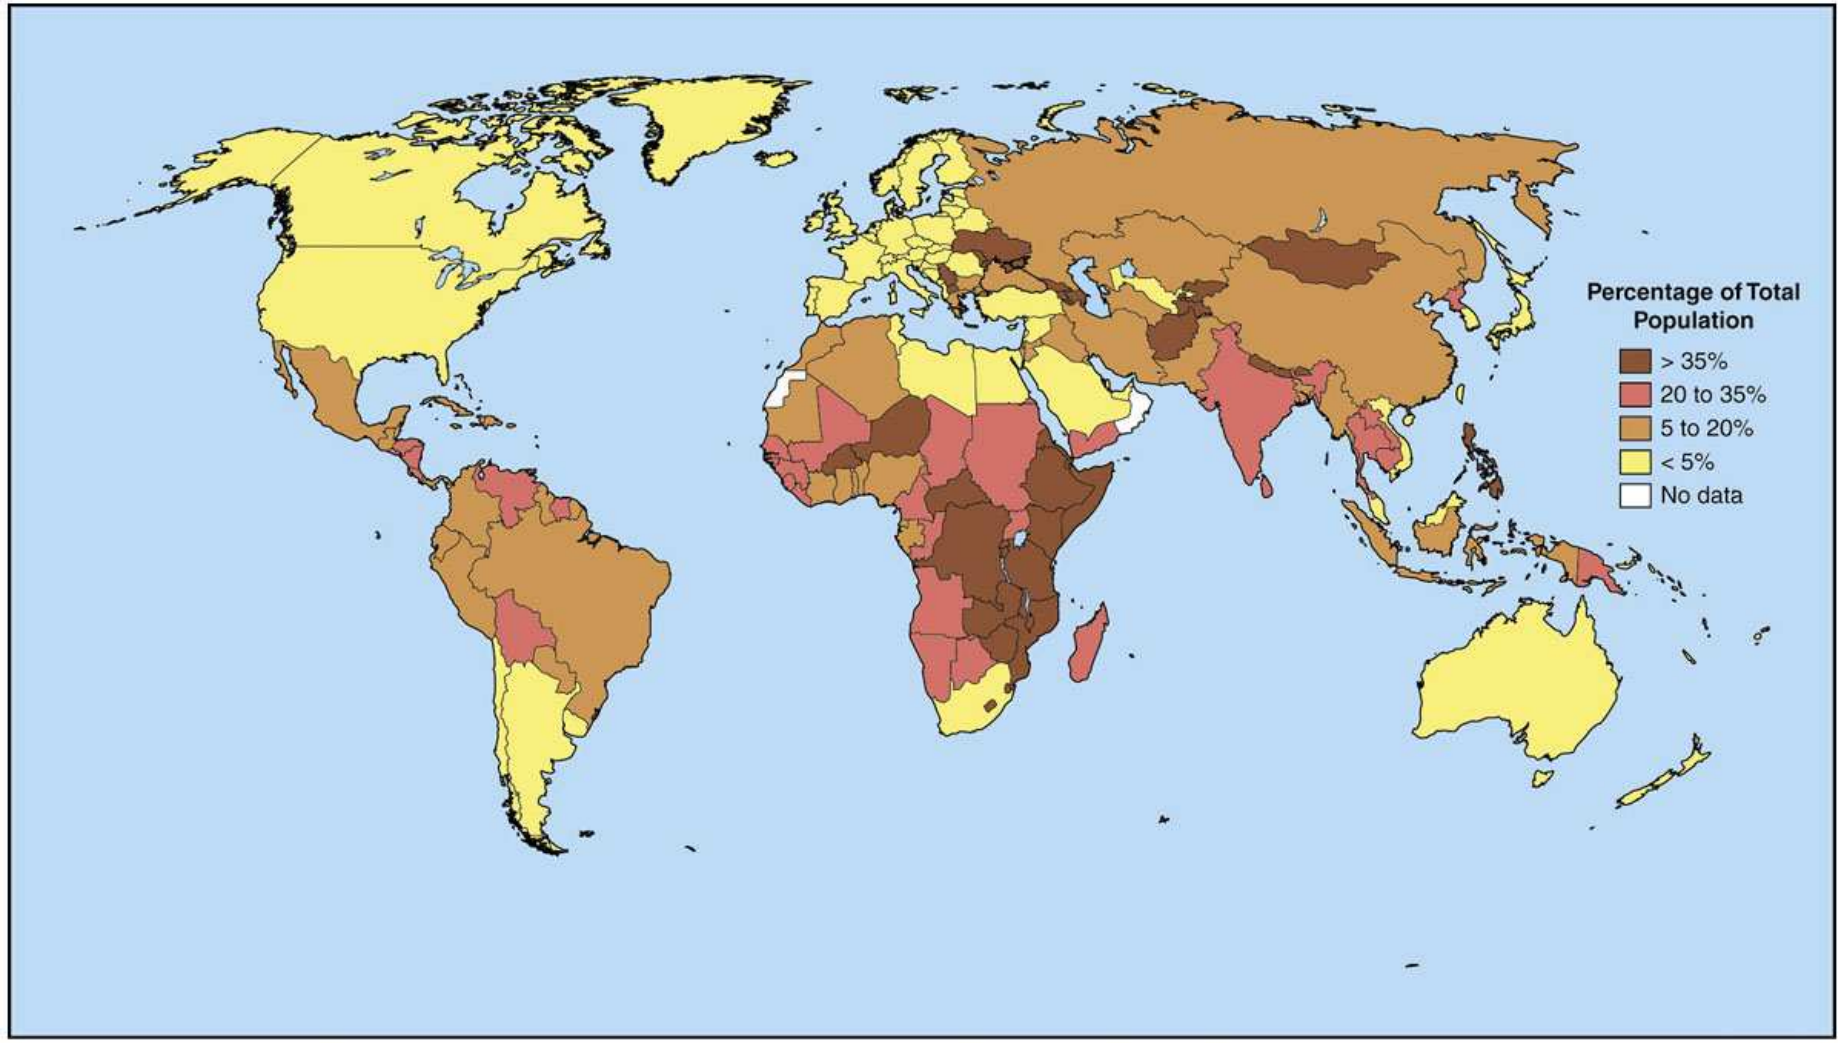 Percentage of Total
Population
> 35%
20 to 35%
5 to 20%
< 5%
No data